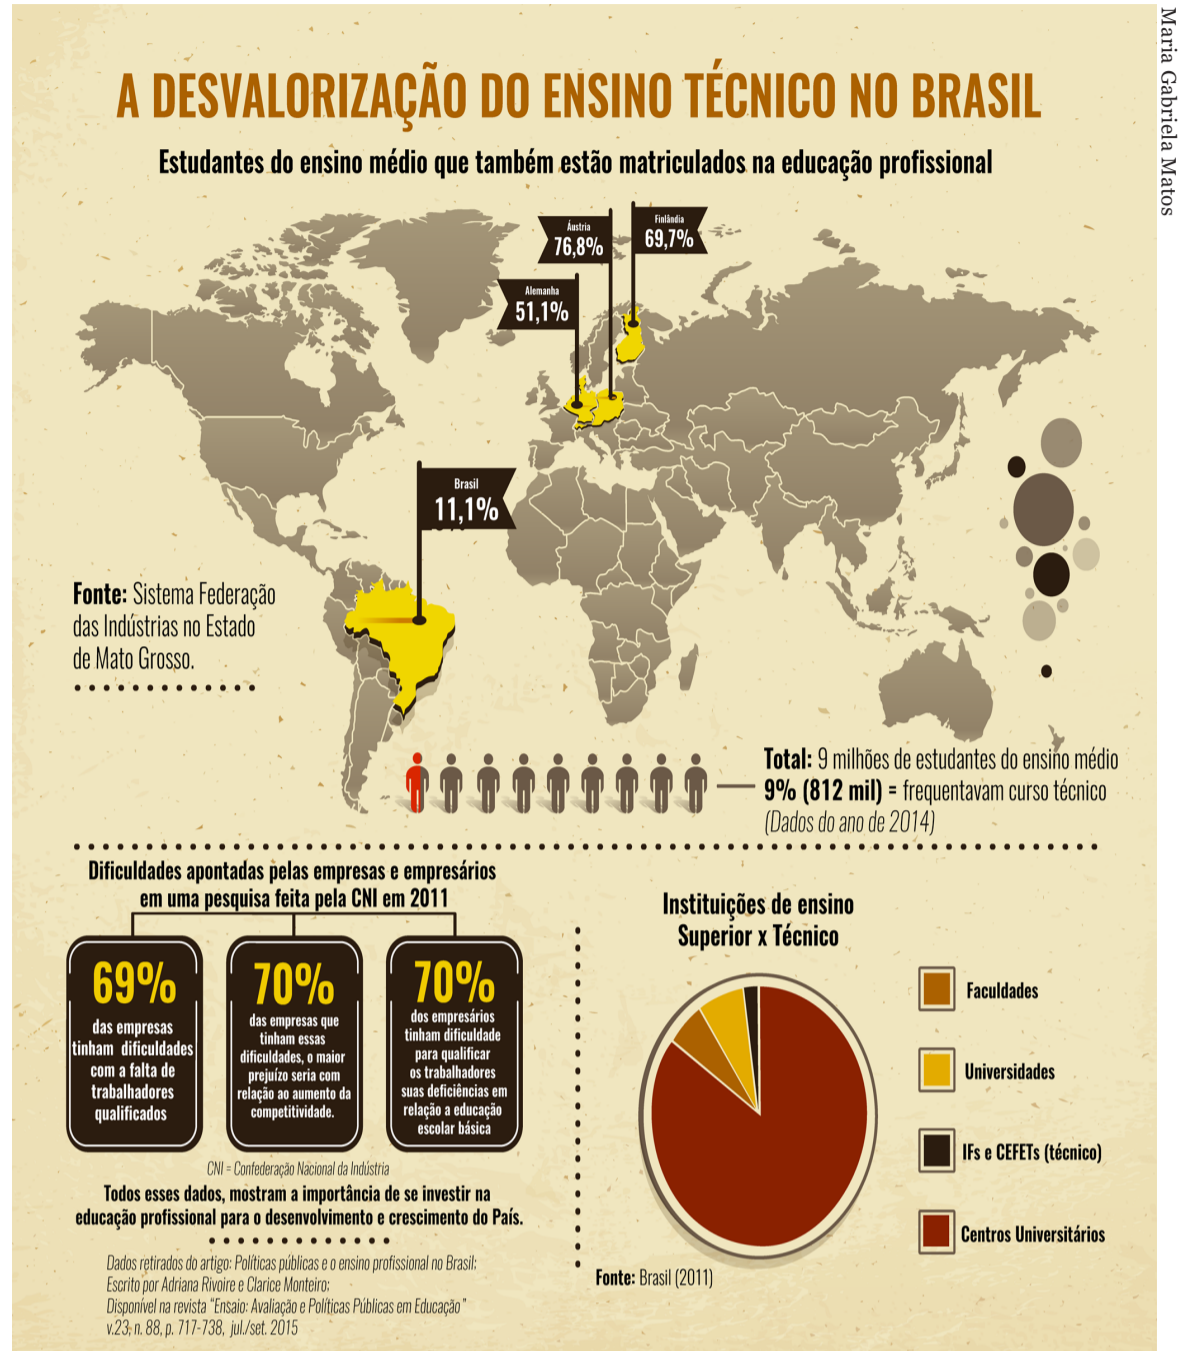 Maria Gabriela Matos
A DESVALORIZAÇÃO DO ENSINO TÉCNICO NO BRASIL
Estudantes do ensino médio que também estão matriculados na educação profissional
Áustria
76,8%
Finlândia
69,7%
Alemanha
51,1%
Brasil
11,1%
Fonte: Sistema Federação
das Indústrias no Estado
de Mato Grosso.
Total: 9 milhões de estudantes do ensino médio
9% (812 mil) = frequentavam curso técnico
(Dados do ano de 2014)
Dificuldades apontadas pelas empresas e empresários
em uma pesquisa feita pela CNI em 2011
69%
das empresas
tinham dificuldades
com a falta de
trabalhadores
qualificados
70%
das empresas que
tinham essas
dificuldades, o maior
prejuízo seria com
relação ao aumento da
competitividade.
70%
dos empresários
tinham dificuldade
para qualificar
os trabalhadores
suas deficiências em
relação a educação
escolar básica
CNI = Confederação Nacional da Indústria
Todos esses dados, mostram a importância de se investir na
educação profissional para o desenvolvimento e crescimento do País.
Dados retirados do artigo: Políticas públicas e o ensino profissional no Brasil;
Escrito por Adriana Rivoire e Clarice Monteiro;
Disponível na revista "Ensaio: Avaliação e Políticas Públicas em Educação"
v.23, n. 88, p. 717-738, jul./set. 2015
Instituições de ensino
Superior x Técnico
Faculdades
Universidades
IFs e CEFETs (técnico)
Centros Universitários
Fonte: Brasil (2011)